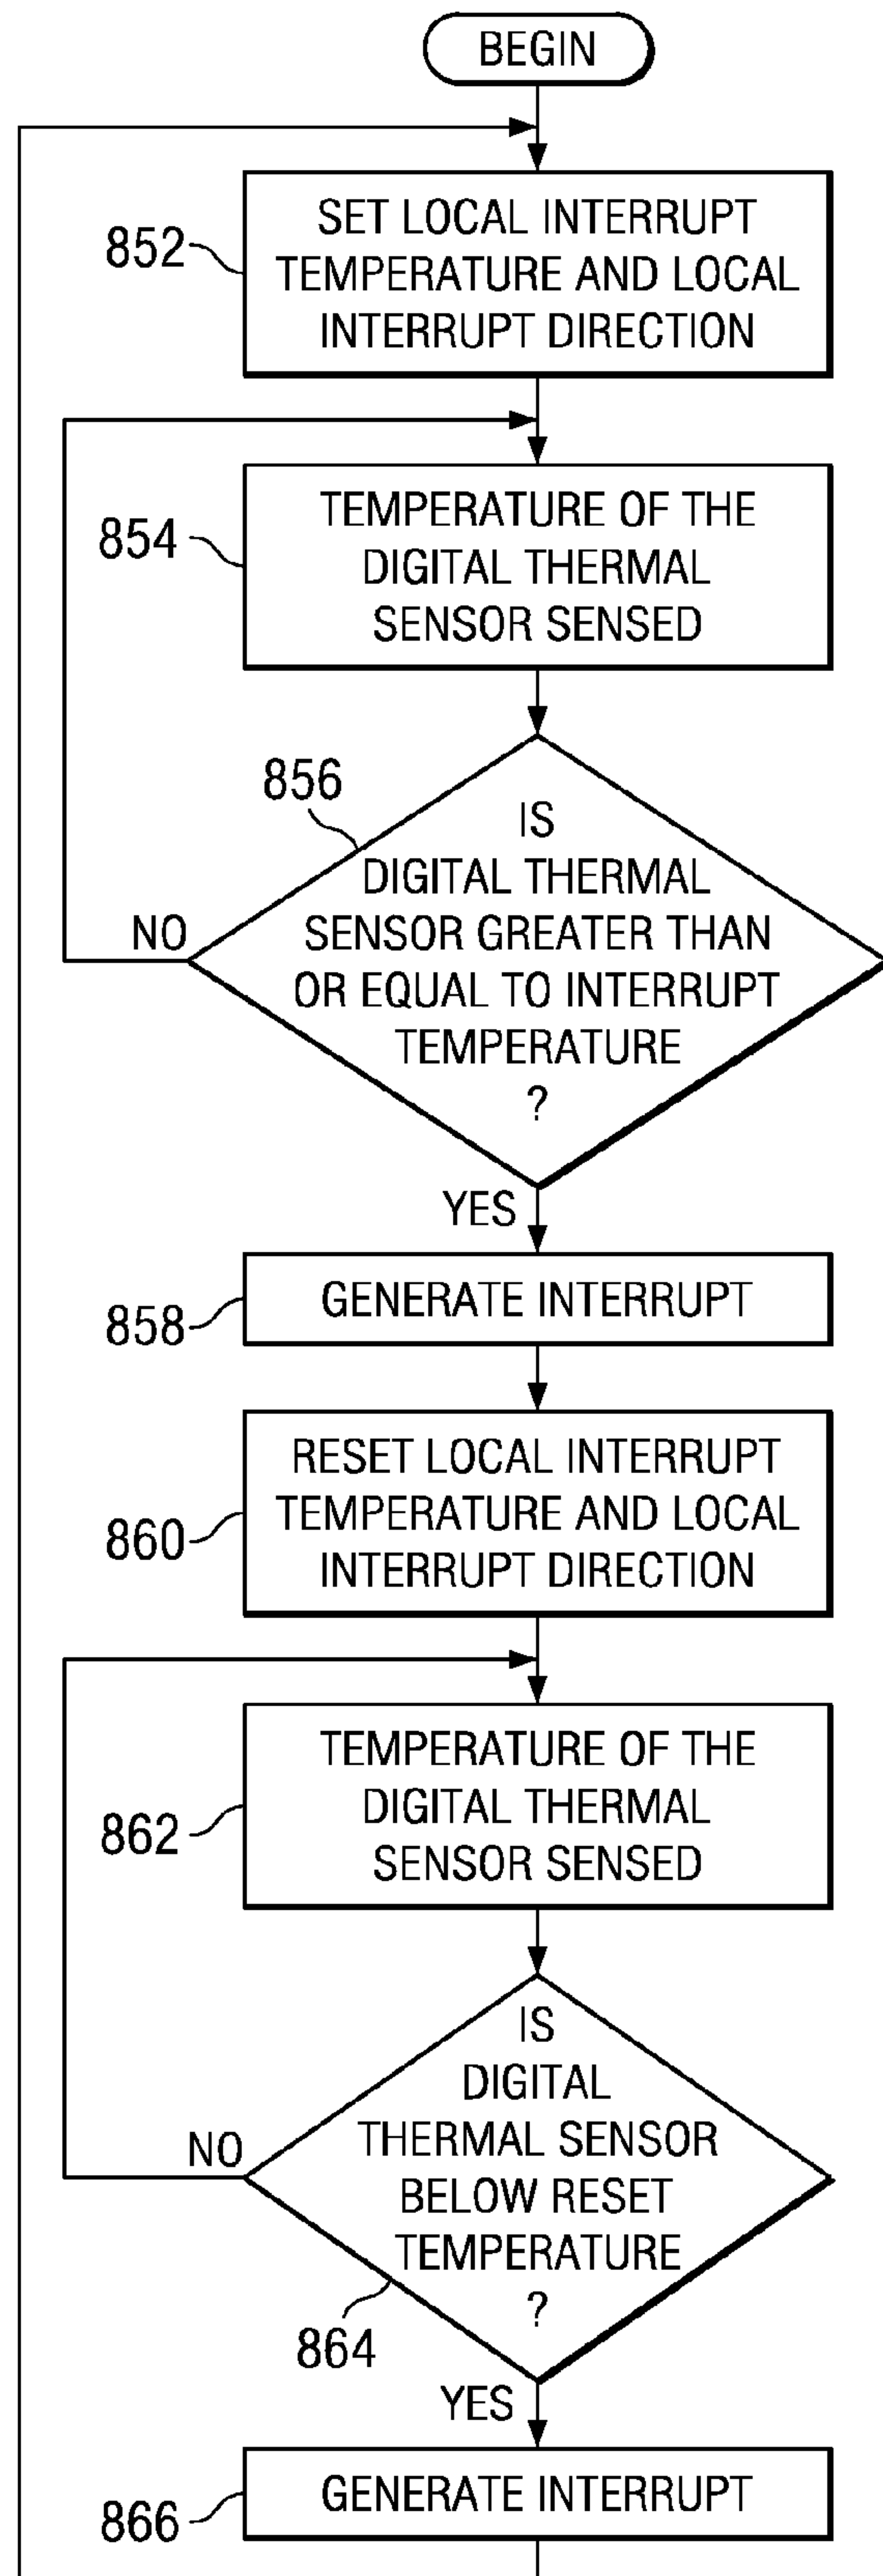 BEGIN
852
SET LOCAL INTERRUPT
TEMPERATURE AND LOCAL
INTERRUPT DIRECTION
854
TEMPERATURE OF THE
DIGITAL THERMAL
SENSOR SENSED
856
IS
DIGITAL THERMAL
SENSOR GREATER THAN
OR EQUAL TO INTERRUPT
TEMPERATURE
?
NO
YES
858
GENERATE INTERRUPT
860
RESET LOCAL INTERRUPT
TEMPERATURE AND LOCAL
INTERRUPT DIRECTION
862
TEMPERATURE OF THE
DIGITAL THERMAL
SENSOR SENSED
IS
DIGITAL
THERMAL SENSOR
BELOW RESET
TEMPERATURE
?
NO
864
YES
866
GENERATE INTERRUPT